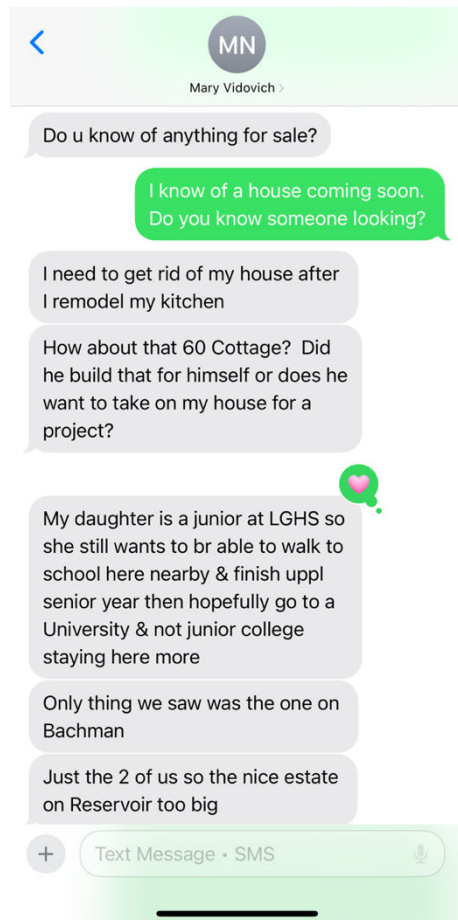 MN
Mary Vidovich
Do u know of anything for sale?
I know of a house coming soon.
Do you know someone looking?
I need to get rid of my house after
I remodel my kitchen
How about that 60 Cottage?  Did
he build that for himself or does he
want to take on my house for a
project?
My daughter is a junior at LGHS so
she still wants to br able to walk to
school here nearby & finish uppl
senior year then hopefully go to a
University & not junior college
staying here more
Only thing we saw was the one on
Bachman
Just the 2 of us so the nice estate
on Reservoir too big
Text Message • SMS